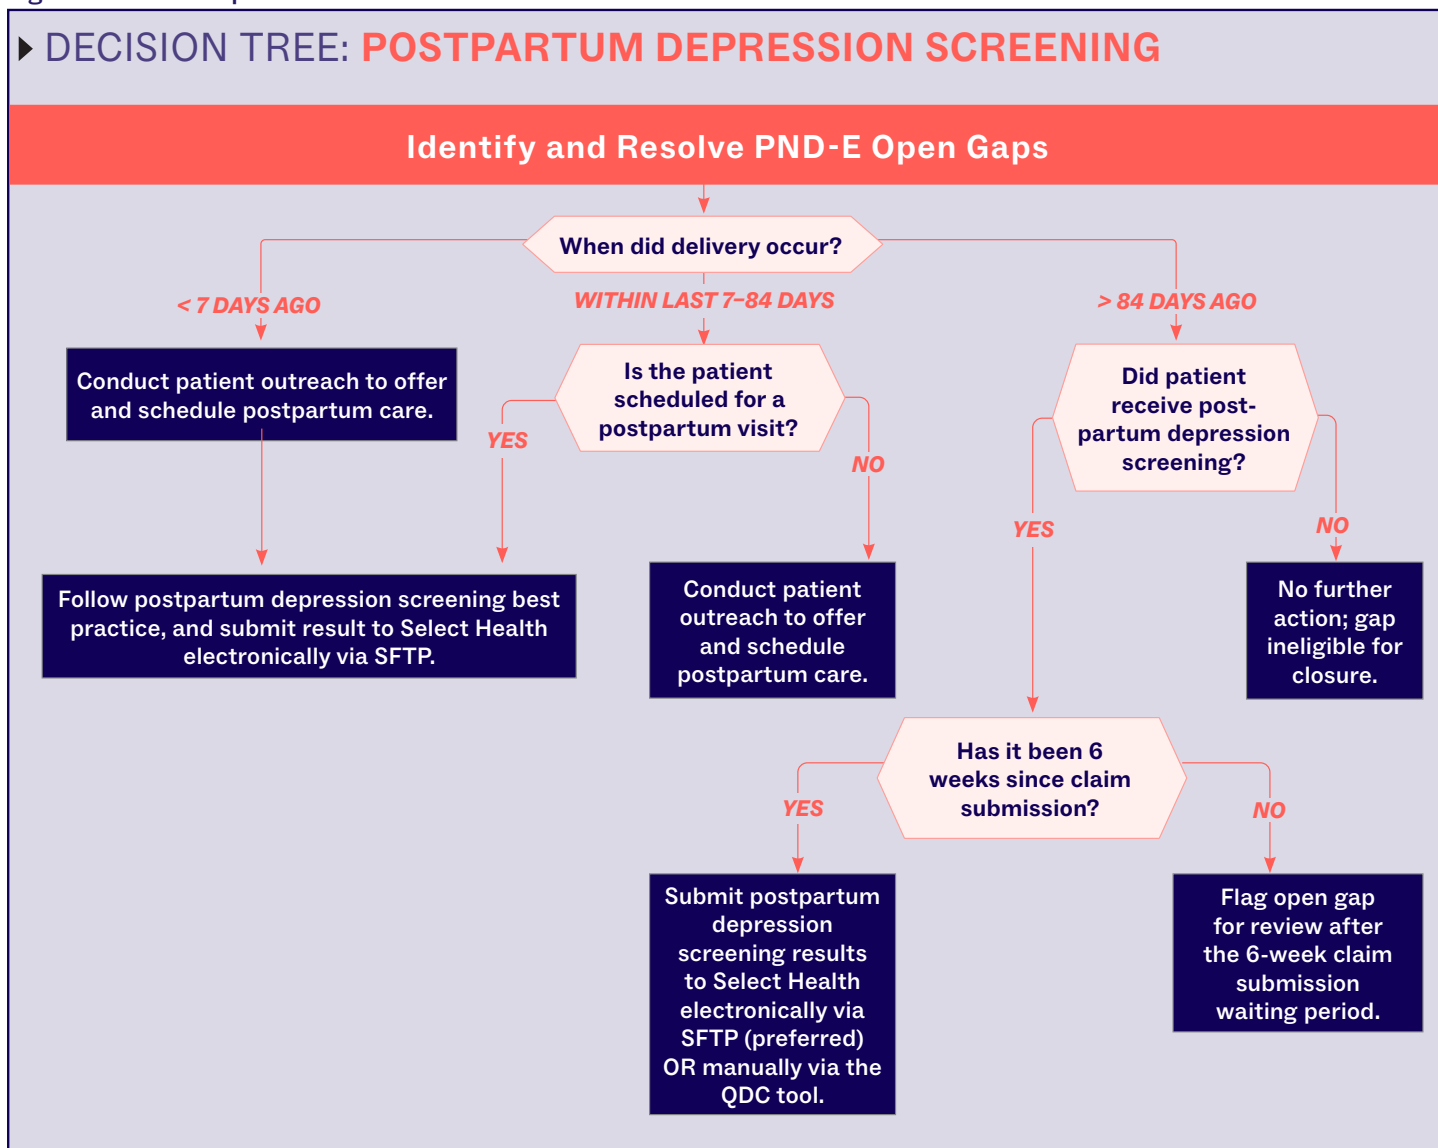 DECISION TREE: POSTPARTUM DEPRESSION SCREENING
Identify and Resolve PND-E Open Gaps
When did delivery occur?
< 7 DAYS AGO
WITHIN LAST 7–84 DAYS
> 84 DAYS AGO
Conduct patient outreach to offer
and schedule postpartum care.
Is the patient
scheduled for a
postpartum visit?
Did patient
receive post-
partum depression
screening?
YES
NO
YES
NO
Follow postpartum depression screening best
practice, and submit result to Select Health
electronically via SFTP.
Conduct patient
outreach to offer
and schedule
postpartum care.
No further
action; gap
ineligible for
closure.
Has it been 6
weeks since claim
submission?
YES
NO
Submit postpartum
depression
screening results
to Select Health
electronically via
SFTP (preferred)
OR manually via the
QDC tool.
Flag open gap
for review after
the 6-week claim
submission
waiting period.